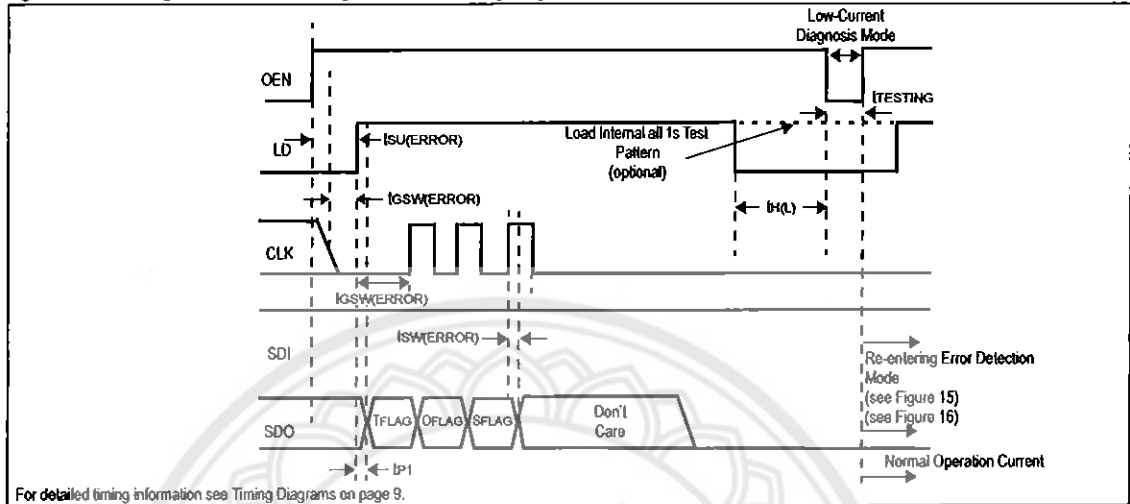 Low-Current
Diagnosis Mode
OEN
tTESTING
Load Internal all 1s Test
Pattern
(optional)
LD
tSU(ERROR)
tGSW(ERROR)
tH(L)
CLK
tGSW(ERROR)
tSW(ERROR)
SDI
Re-entering Error Detection
Mode
(see Figure 15)
(see Figure 16)
SDO
TFLAG
OFLAG
SFLAG
Don't
Care
Normal Operation Current
tP1
For detailed timing information see Timing Diagrams on page 9.